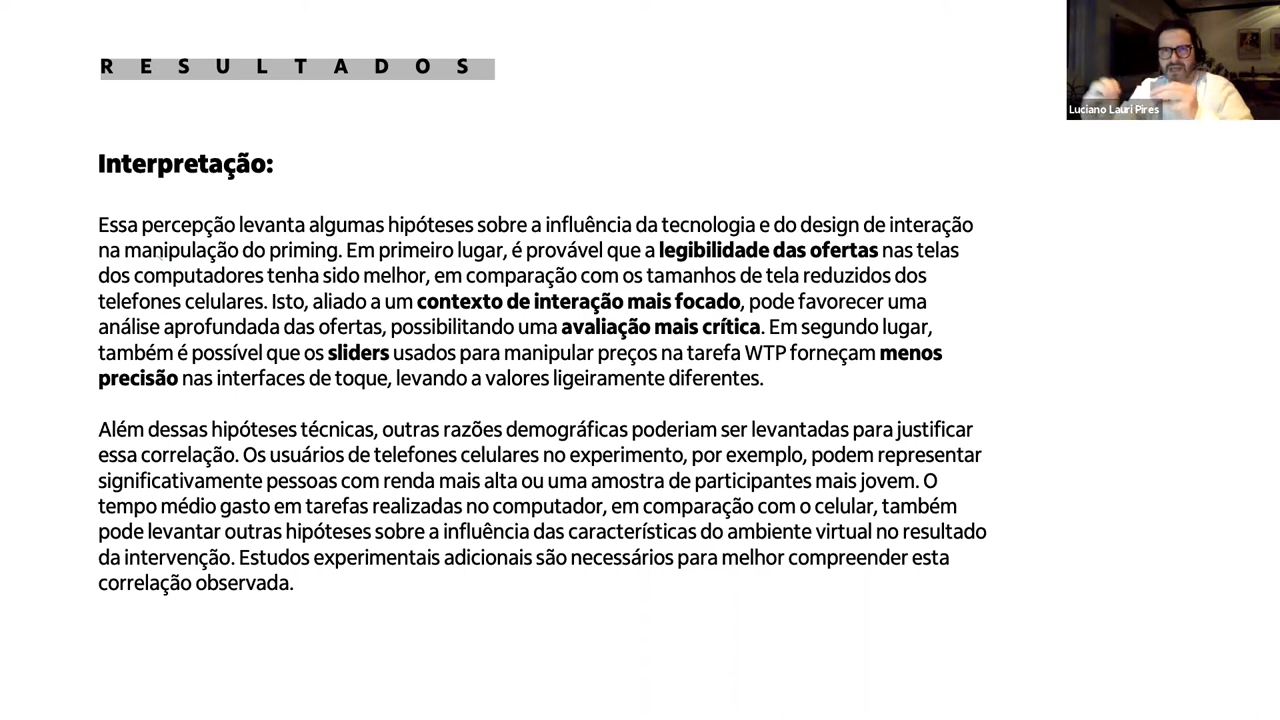 RESULTADOS
Luciano Lauri Pires
Interpretação:
Essa percepção levanta algumas hipóteses sobre a influência da tecnologia e do design de interação
na manipulação do priming. Em primeiro lugar, é provável que a legibilidade das ofertas nas telas
dos computadores tenha sido melhor, em comparação com os tamanhos de tela reduzidos dos
telefones celulares. Isto, aliado a um contexto de interação mais focado, pode favorecer uma
análise aprofundada das ofertas, possibilitando uma avaliação mais crítica. Em segundo lugar,
também é possível que os sliders usados para manipular preços na tarefa WTP forneçam menos
precisão nas interfaces de toque, levando a valores ligeiramente diferentes.
Além dessas hipóteses técnicas, outras razões demográficas poderiam ser levantadas para justificar
essa correlação. Os usuários de telefones celulares no experimento, por exemplo, podem representar
significativamente pessoas com renda mais alta ou uma amostra de participantes mais jovem. O
tempo médio gasto em tarefas realizadas no computador, em comparação com o celular, também
pode levantar outras hipóteses sobre a influência das características do ambiente virtual no resultado
da intervenção. Estudos experimentais adicionais são necessários para melhor compreender esta
correlação observada.